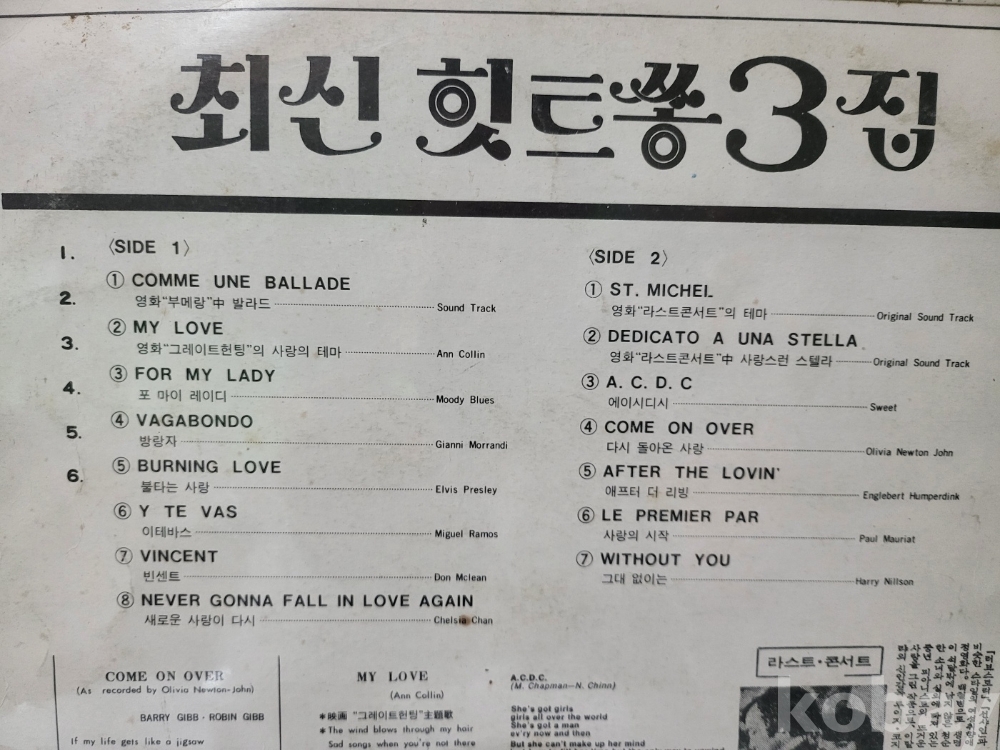 최신 힛트쏭 3집
1.
2.
3.
4.
5.
6.
〈SIDE 1〉
① COMME UNE BALLADE
영화"부메랑"中 발라드 Sound Track
② MY LOVE
영화"그레이트헌팅"의 사랑의 테마 Ann Collin
③ FOR MY LADY
포 마이 레이디 Moody Blues
④ VAGABONDO
방랑자 Gianni Morrandi
⑤ BURNING LOVE
불타는 사랑 Elvis Presley
⑥ Y TE VAS
이테바스 Miguel Ramos
⑦ VINCENT
빈센트 Don Mclean
⑧ NEVER GONNA FALL IN LOVE AGAIN
새로운 사랑이 다시 Chelsia Chan
〈SIDE 2〉
① ST. MICHEL
영화"라스트콘서트"의 테마 Original Sound Track
② DEDICATO A UNA STELLA
영화"라스트콘서트"中 사랑스런 스텔라 Original Sound Track
③ A. C. D. C
에이시디시 Sweet
④ COME ON OVER
다시 돌아온 사랑 Olivia Newton John
⑤ AFTER THE LOVIN'
애프터 더 리빙 Englebert Humperdink
⑥ LE PREMIER PAR
사랑의 시작 Paul Mauriat
⑦ WITHOUT YOU
그대 없이는 Harry Nillson
COME ON OVER
(As recorded by Olivia Newton-John)
BARRY GIBB·ROBIN GIBB
If my life gets like a jigsaw
MY LOVE
(Ann Collin)
*映画 "그레이트헌팅"主題歌
*The wind blows through my hair
Sad songs when you're not there
A.C.D.C.
(M. Chapman—N. Chinn)
She's got girls
girls all over the world
She's got a man
ev'ry now and then
But she can't make up her mind
라스트·콘서트